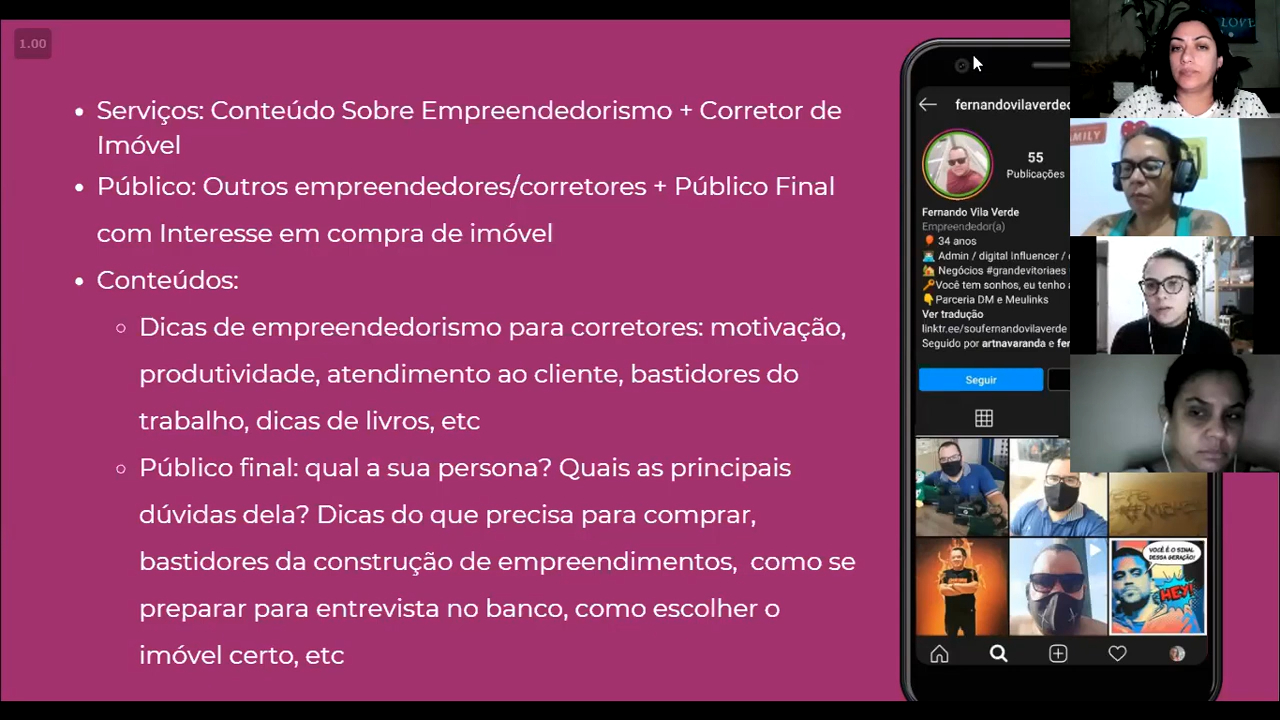 1.00
Serviços: Conteúdo Sobre Empreendedorismo + Corretor de
Imóvel
Público: Outros empreendedores/corretores + Público Final
com Interesse em compra de imóvel
Conteúdos:
Dicas de empreendedorismo para corretores: motivação,
produtividade, atendimento ao cliente, bastidores do
trabalho, dicas de livros, etc
Público final: qual a sua persona? Quais as principais
dúvidas dela? Dicas do que precisa para comprar,
bastidores da construção de empreendimentos, como se
preparar para entrevista no banco, como escolher o
imóvel certo, etc
fernandovilaverdec
55
Publicações
Fernando Vila Verde
Empreendedor(a)
34 anos
Admin / digital influencer /
Negócios #grandevitoriaes
Você tem sonhos, eu tenho a
Parceria DM e Meulinks
Ver tradução
linktr.ee/soufernandovilaverde
Seguido por artnavaranda e fer
Seguir
VOCÊ É O SINAL
DESSA GERAÇÃO!
HEY!
LOVE
FAMILY